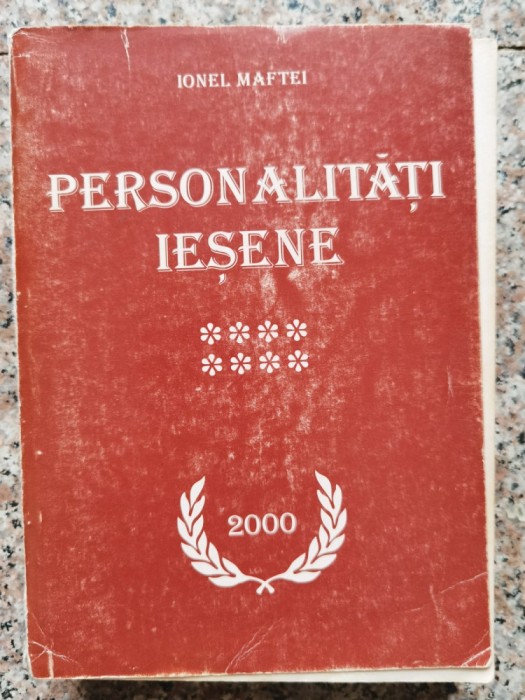 IONEL MAFTEI
PERSONALITĂȚI
IEȘENE
2000